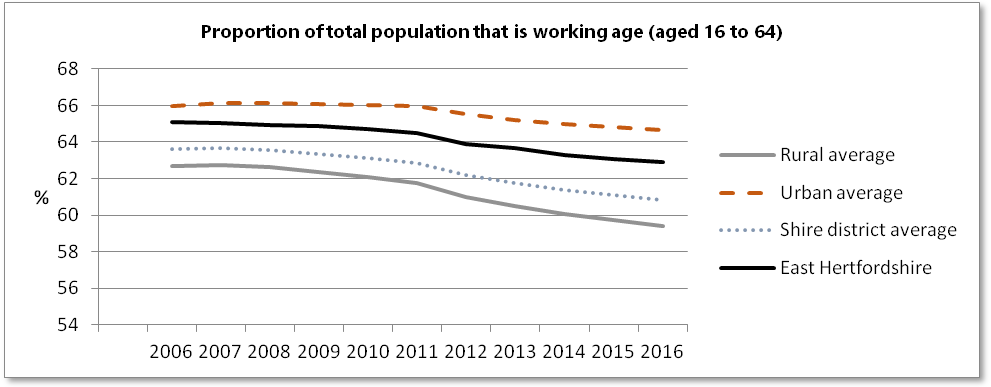 Proportion of total population that is working age (aged 16 to 64)
68
66
64
62
60
58
56
54
%
2006 2007 2008 2009 2010 2011 2012 2013 2014 2015 2016
Rural average
Urban average
Shire district average
East Hertfordshire